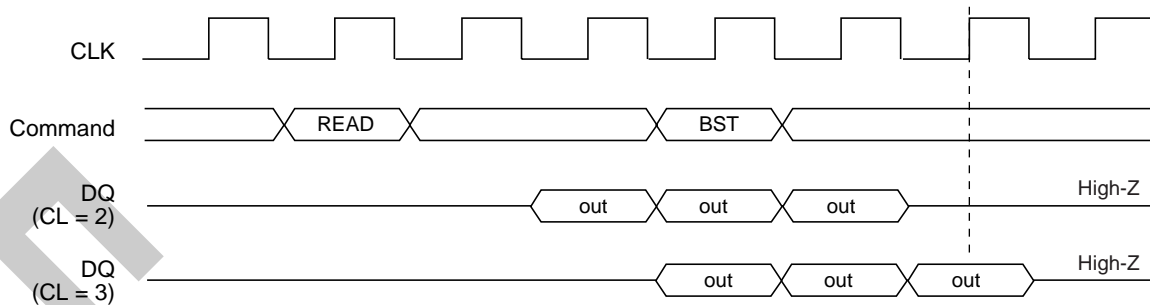 CLK
Command
READ
BST
DQ
(CL = 2)
out
out
out
High-Z
DQ
(CL = 3)
out
out
out
High-Z